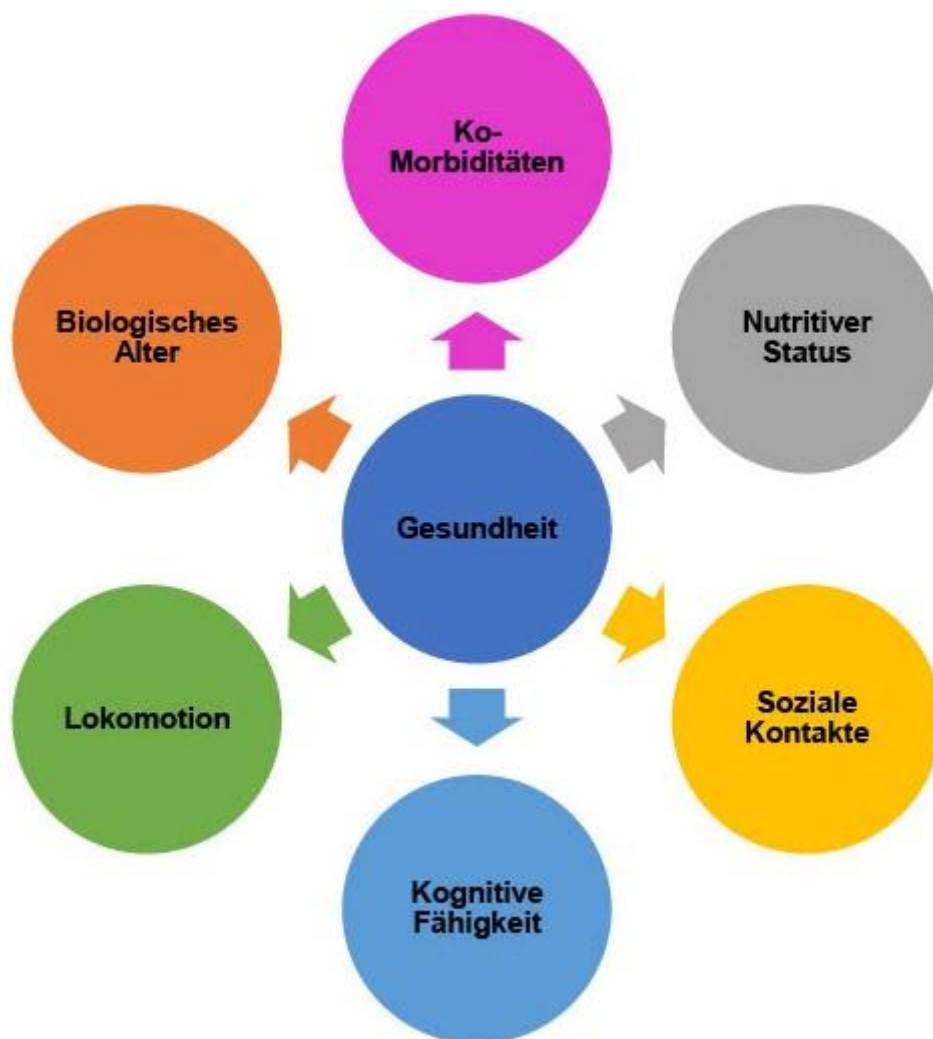 Ko-
Morbiditäten
Biologisches
Alter
Nutritiver
Status
Gesundheit
Lokomotion
Soziale
Kontakte
Kognitive
Fähigkeit